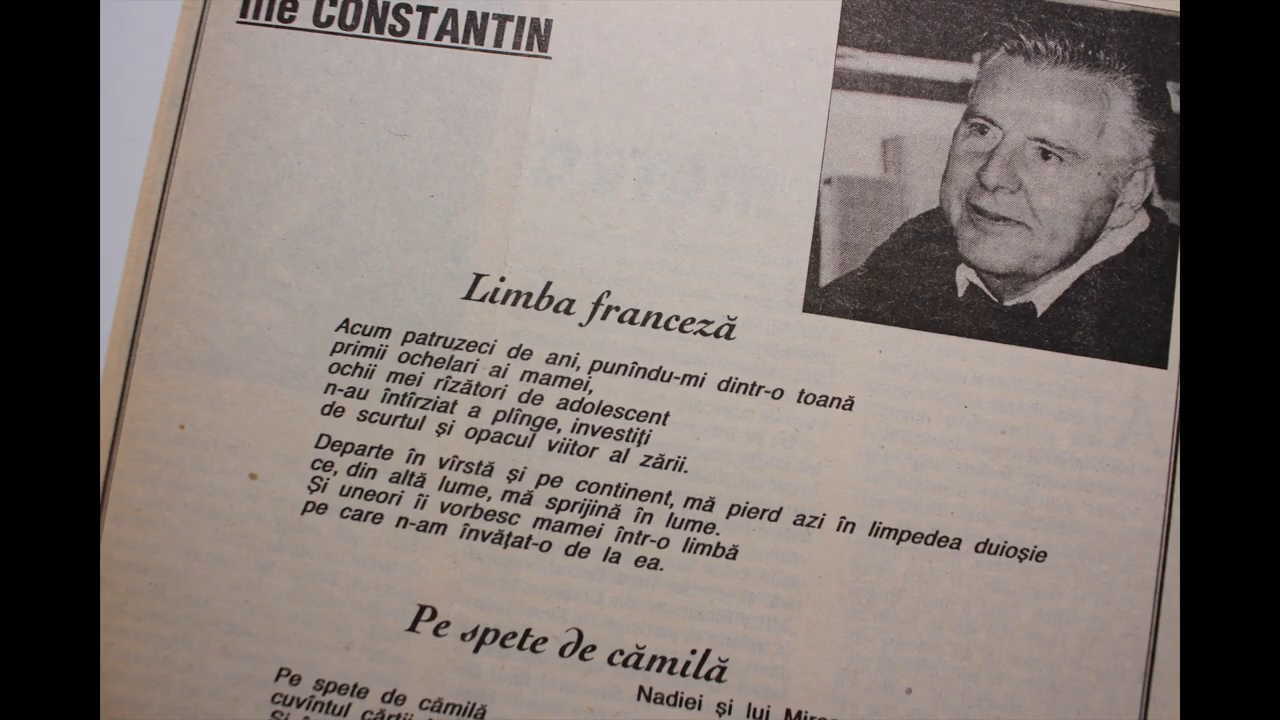 Ilie CONSTANTIN
Limba franceză
Acum patruzeci de ani, punîndu-mi dintr-o toană
primii ochelari ai mamei,
ochii mei rîzători de adolescent
n-au întîrziat a plînge, investiți
de scurtul și opacul viitor al zării.
Departe în vîrstă și pe continent, mă pierd azi în limpedea duioșie
ce, din altă lume, mă sprijină în lume.
Și uneori îi vorbesc mamei într-o limbă
pe care n-am învățat-o de la ea.
Pe spete de cămilă
Nadiei și lui
Pe spete de cămilă
cuvîntul cărții